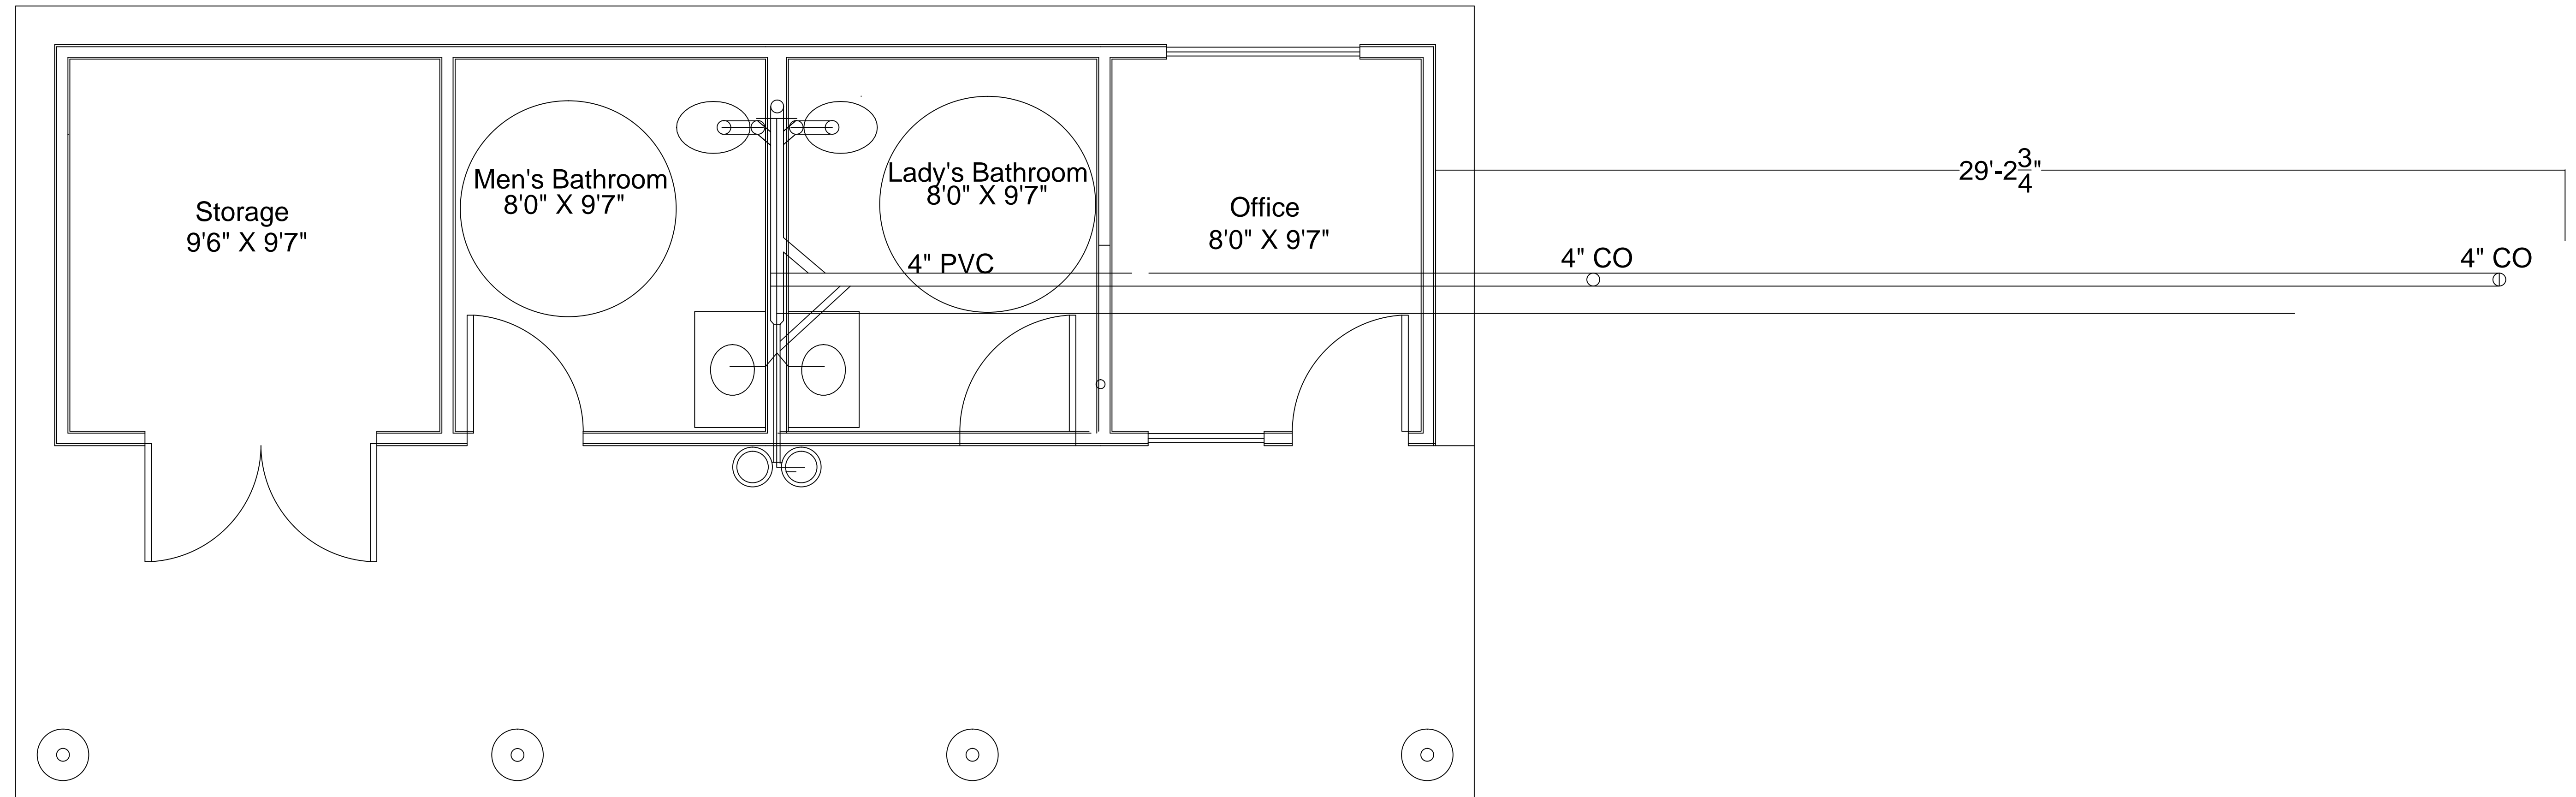 Storage
9'6" X 9'7"
Men's Bathroom
8'0" X 9'7"
Lady's Bathroom
8'0" X 9'7"
4" PVC
Office
8'0" X 9'7"
29'-2 3/4"
4" CO
4" CO